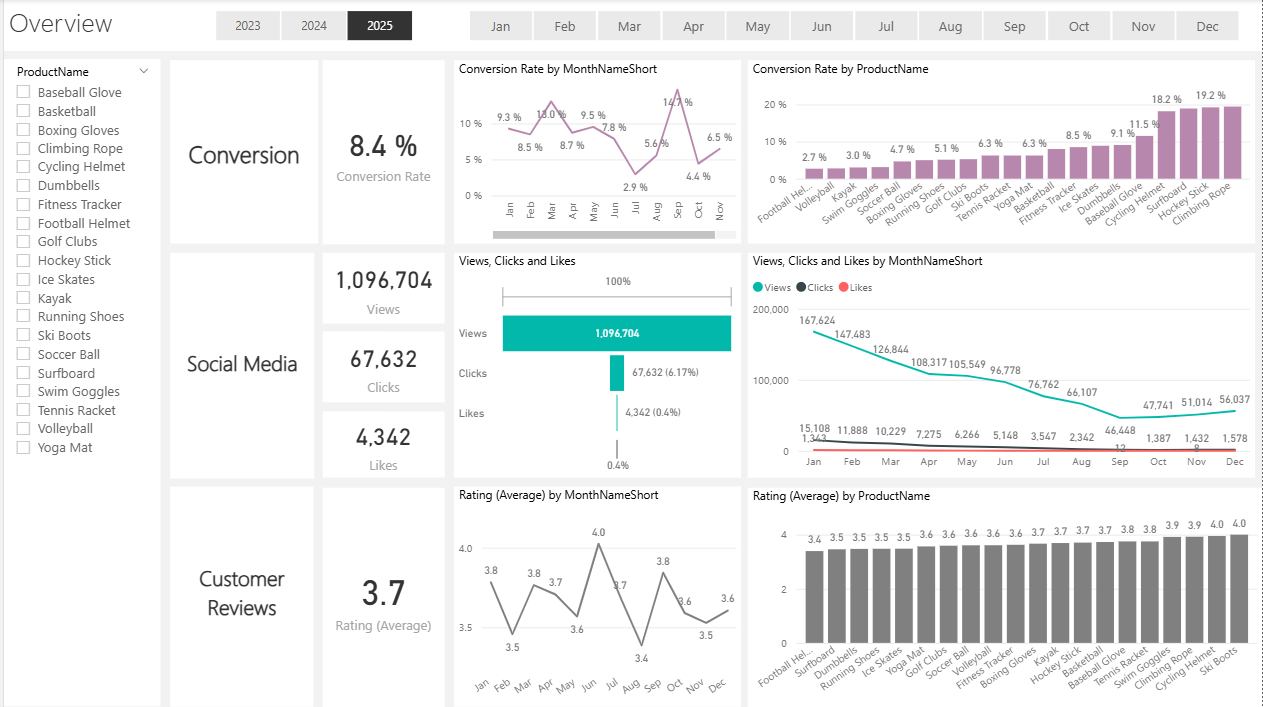 Overview
2023 2024 2025
Jan Feb Mar Apr May Jun Jul Aug Sep Oct Nov Dec
ProductName
Baseball Glove
Basketball
Boxing Gloves
Climbing Rope
Cycling Helmet
Dumbbells
Fitness Tracker
Football Helmet
Golf Clubs
Hockey Stick
Ice Skates
Kayak
Running Shoes
Ski Boots
Soccer Ball
Surfboard
Swim Goggles
Tennis Racket
Volleyball
Yoga Mat
Conversion
8.4 %
Conversion Rate
Conversion Rate by MonthNameShort
10 %
5 %
0 %
9.3 % 8.5 % 13.0 % 8.7 % 9.5 % 7.8 % 2.9 % 5.6 % 14.7 % 4.4 % 6.5 %
Jan Feb Mar Apr May Jun Jul Aug Sep Oct Nov
Conversion Rate by ProductName
20 %
10 %
0 %
2.7 % 3.0 % 4.7 % 5.1 % 6.3 % 6.3 % 8.5 % 9.1 % 11.5 % 18.2 % 19.2 %
Football Hel... Volleyball Kayak Swim Goggles Soccer Ball Boxing Gloves Running Shoes Golf Clubs Ski Boots Tennis Racket Yoga Mat Basketball Fitness Tracker Ice Skates Dumbbells Baseball Glove Cycling Helmet Surfboard Hockey Stick Climbing Rope
Social Media
1,096,704
Views
67,632
Clicks
4,342
Likes
Views, Clicks and Likes
100%
Views 1,096,704
Clicks 67,632 (6.17%)
Likes 4,342 (0.4%)
0.4%
Views, Clicks and Likes by MonthNameShort
Views Clicks Likes
200,000
100,000
0
167,624 147,483 126,844 108,317 105,549 96,778 76,762 66,107 46,448 47,741 51,014 56,037
15,108 11,888 10,229 7,275 6,266 5,148 3,547 2,342 1,387 1,432 1,578
1,343 12 8
Jan Feb Mar Apr May Jun Jul Aug Sep Oct Nov Dec
Customer
Reviews
3.7
Rating (Average)
Rating (Average) by MonthNameShort
4.0
3.5
3.8 3.5 3.8 3.7 3.6 4.0 3.7 3.4 3.8 3.6 3.5 3.6
Jan Feb Mar Apr May Jun Jul Aug Sep Oct Nov Dec
Rating (Average) by ProductName
4
2
0
3.4 3.5 3.5 3.5 3.5 3.6 3.6 3.6 3.6 3.6 3.7 3.7 3.7 3.7 3.8 3.8 3.9 3.9 4.0 4.0
Football Hel... Surfboard Dumbbells Running Shoes Ice Skates Yoga Mat Golf Clubs Soccer Ball Volleyball Fitness Tracker Boxing Gloves Kayak Hockey Stick Basketball Baseball Glove Tennis Racket Swim Goggles Climbing Rope Cycling Helmet Ski Boots